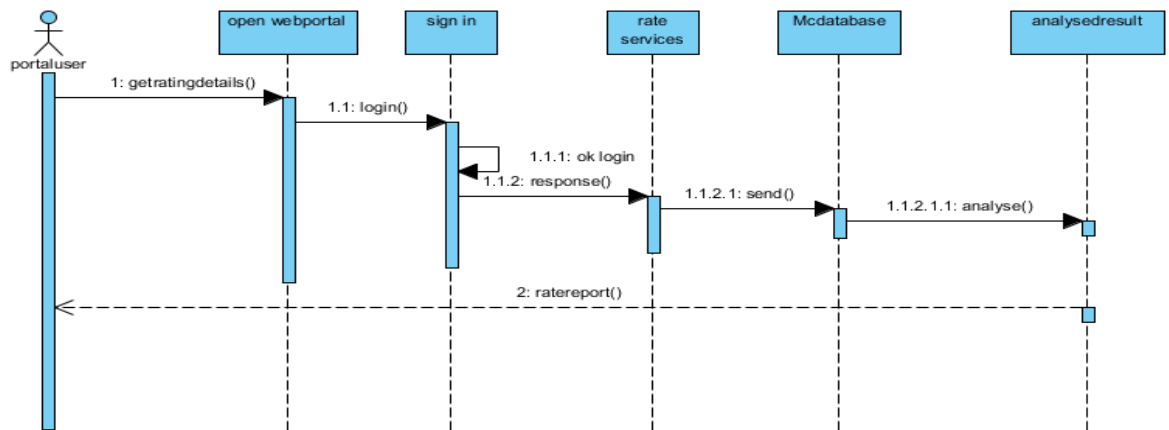 open webportal
sign in
rate
services
Mcdatabase
analysedresult
portaluser
1: getratingdetails()
1.1: login()
1.1.1: ok login
1.1.2: response()
1.1.2.1: send()
1.1.2.1.1: analyse()
2: ratereport()